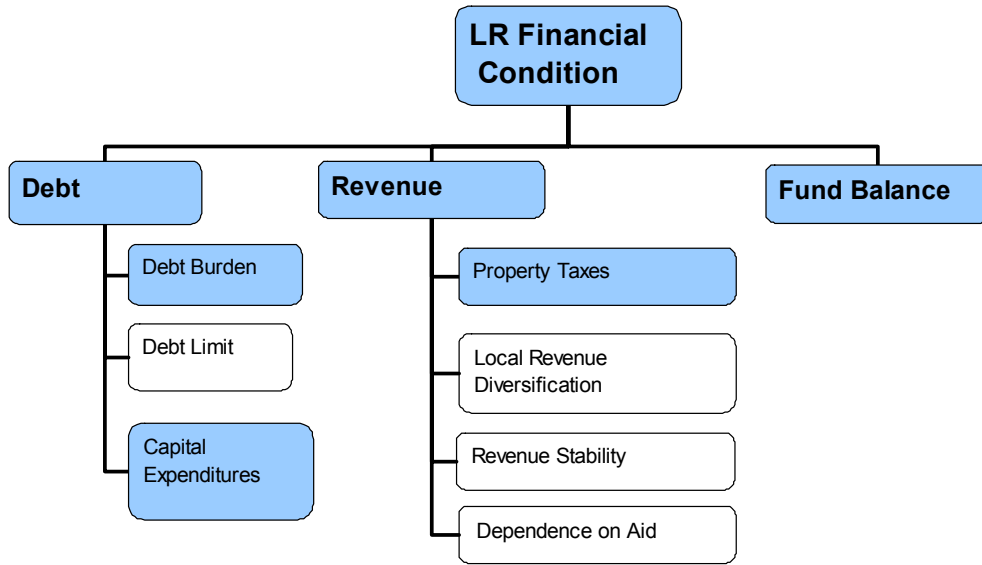 LR Financial
Condition
Debt
Revenue
Fund Balance
Debt Burden
Debt Limit
Capital
Expenditures
Property Taxes
Local Revenue
Diversification
Revenue Stability
Dependence on Aid